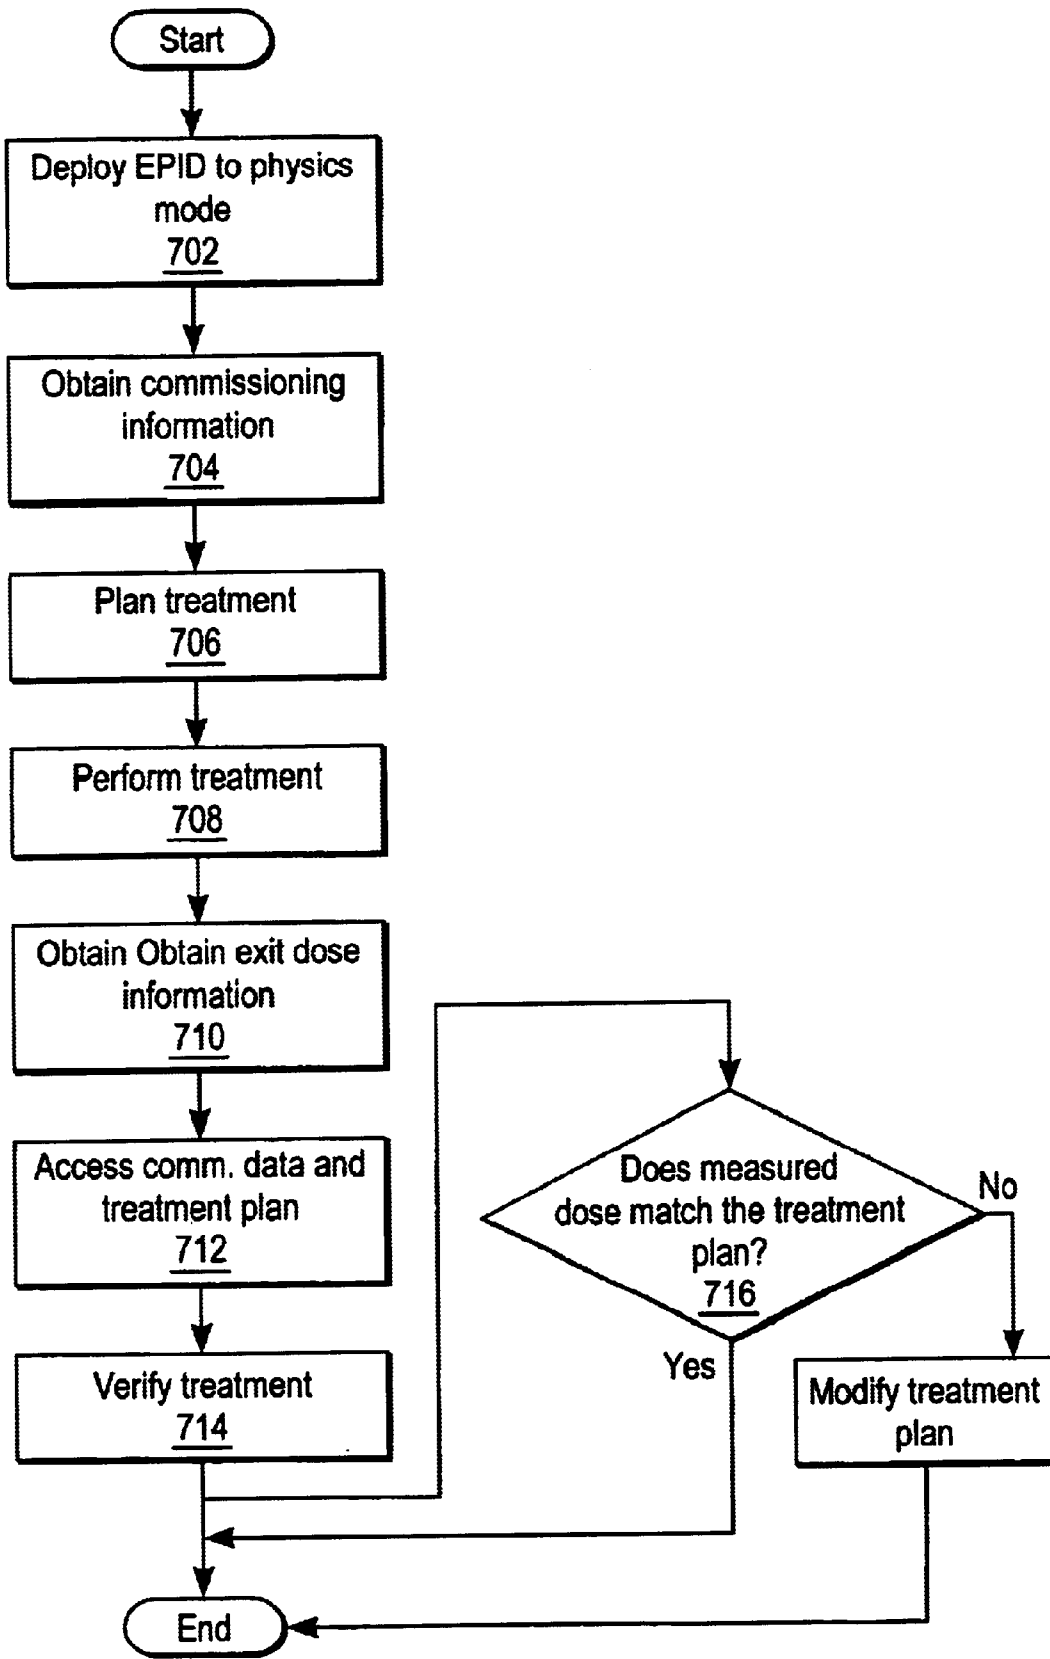 Start
Deploy EPID to physics
mode
702
Obtain commissioning
information
704
Plan treatment
706
Perform treatment
708
Obtain Obtain exit dose
information
710
Access comm. data and
treatment plan
712
Verify treatment
714
Does measured
dose match the treatment
plan?
716
No
Yes
Modify treatment
plan
End